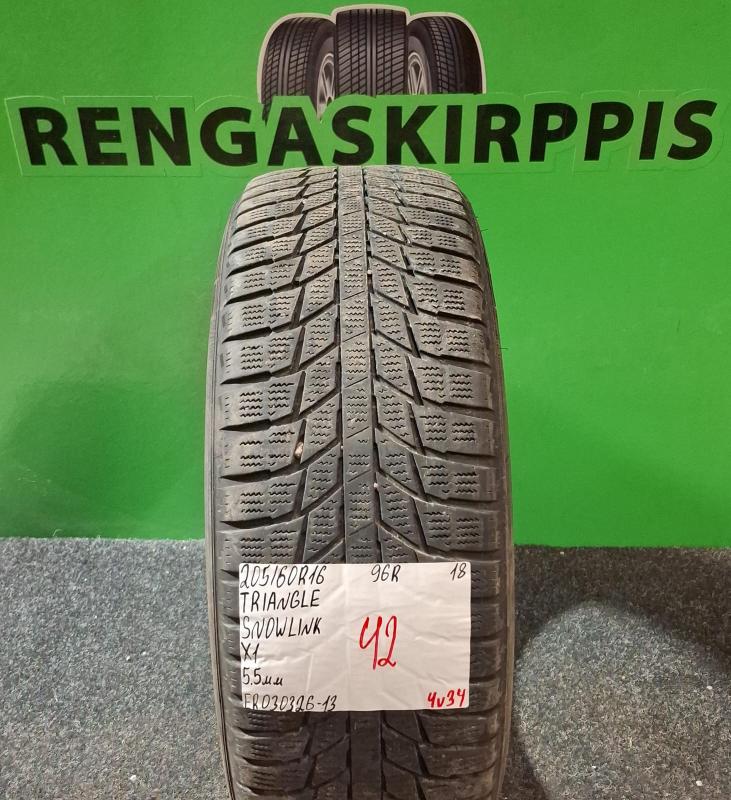 RENGASKIRPPIS
205/60R16 96R 18
TRIANGLE
SNOWLINK 42
X1
5.5мм
ER030326-13 4v34